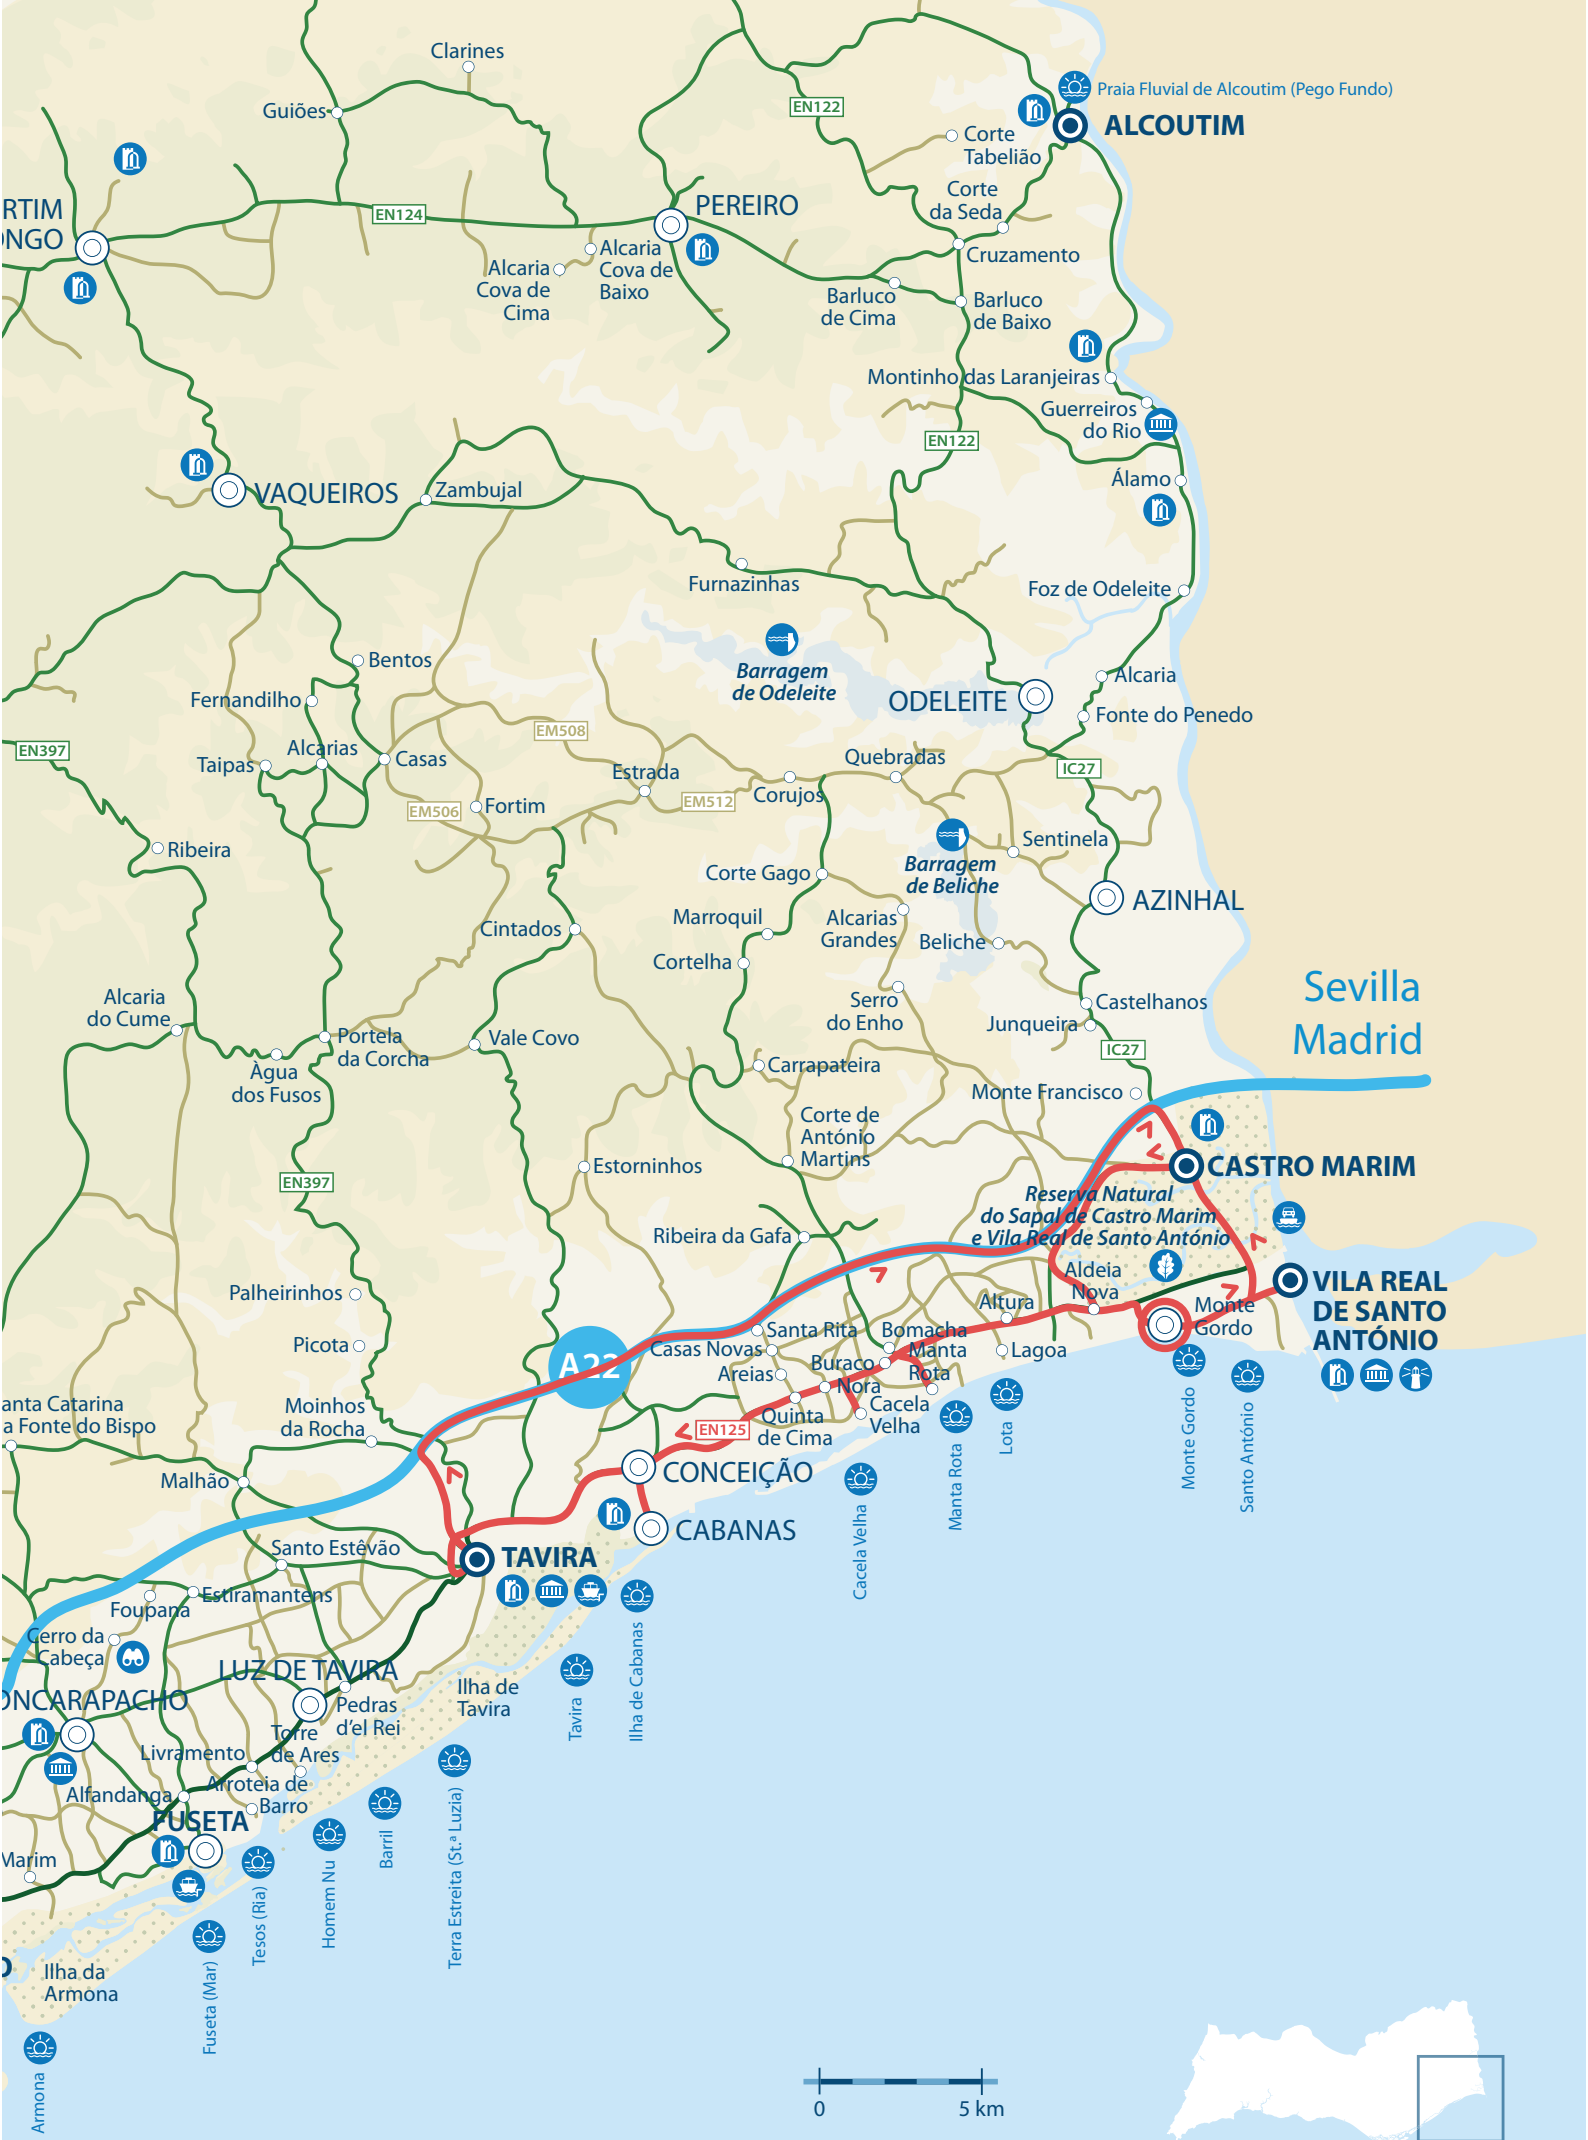 Clarines
Guiões
EN122
Praia Fluvial de Alcoutim (Pego Fundo)
ALCOUTIM
Corte
Tabelião
Corte
da Seda
RTIM
ONGO
EN124
PEREIRO
Alcaria
Cova de
Baixo
Alcaria
Cova de
Cima
Cruzamento
Barluco
de Cima
Barluco
de Baixo
Montinho das Laranjeiras
Guerreiros
do Rio
EN122
Álamo
VAQUEIROS
Zambujal
Furnazinhas
Foz de Odeleite
Bentos
Barragem
de Odeleite
Fernandilho
ODELEITE
Alcaria
Fonte do Penedo
EN397
EM508
Alcarias
Taipas
Casas
Quebradas
Estrada
IC27
Corujos
EM506
Fortim
EM512
Ribeira
Sentinela
Barragem
de Beliche
Corte Gago
AZINHAL
Marroquil
Alcarias
Grandes
Cintados
Beliche
Cortelha
Sevilla
Madrid
Alcaria
do Cume
Serro
do Enho
Castelhanos
Junqueira
Portela
da Corcha
Vale Covo
IC27
Àgua
dos Fusos
Carrapateira
Monte Francisco
Corte de
António
Martins
Estorninhos
EN397
CASTRO MARIM
Reserva Natural
do Sapal de Castro Marim
e Vila Real de Santo António
Ribeira da Gafa
Aldeia
Nova
Palheirinhos
Altura
Monte
Gordo
VILA REAL
DE SANTO
ANTÓNIO
Santa Rita
Bomacha
Picota
Casas Novas
Manta
Rota
Lagoa
A22
Areias
Buraco
Nora
anta Catarina
a Fonte do Bispo
Moinhos
da Rocha
Quinta
de Cima
Cacela
Velha
EN125
Lota
Monte Gordo
Santo António
Manta Rota
Cacela Velha
Malhão
CONCEIÇÃO
CABANAS
Santo Estêvão
TAVIRA
Estiramantens
Foupana
Cerro da
Cabeça
LUZ DE TAVIRA
Ilha de
Tavira
Tavira
Ilha de Cabanas
ONCARAPACHO
Pedras
d'el Rei
Torre
de Ares
Livramento
Arroteia de
Barro
Alfandanga
FUSETA
Marim
Barril
Terra Estreita (St.ª Luzia)
Homem Nu
Tesos (Ria)
Fuseta (Mar)
O
Ilha da
Armona
Armona
0
5 km